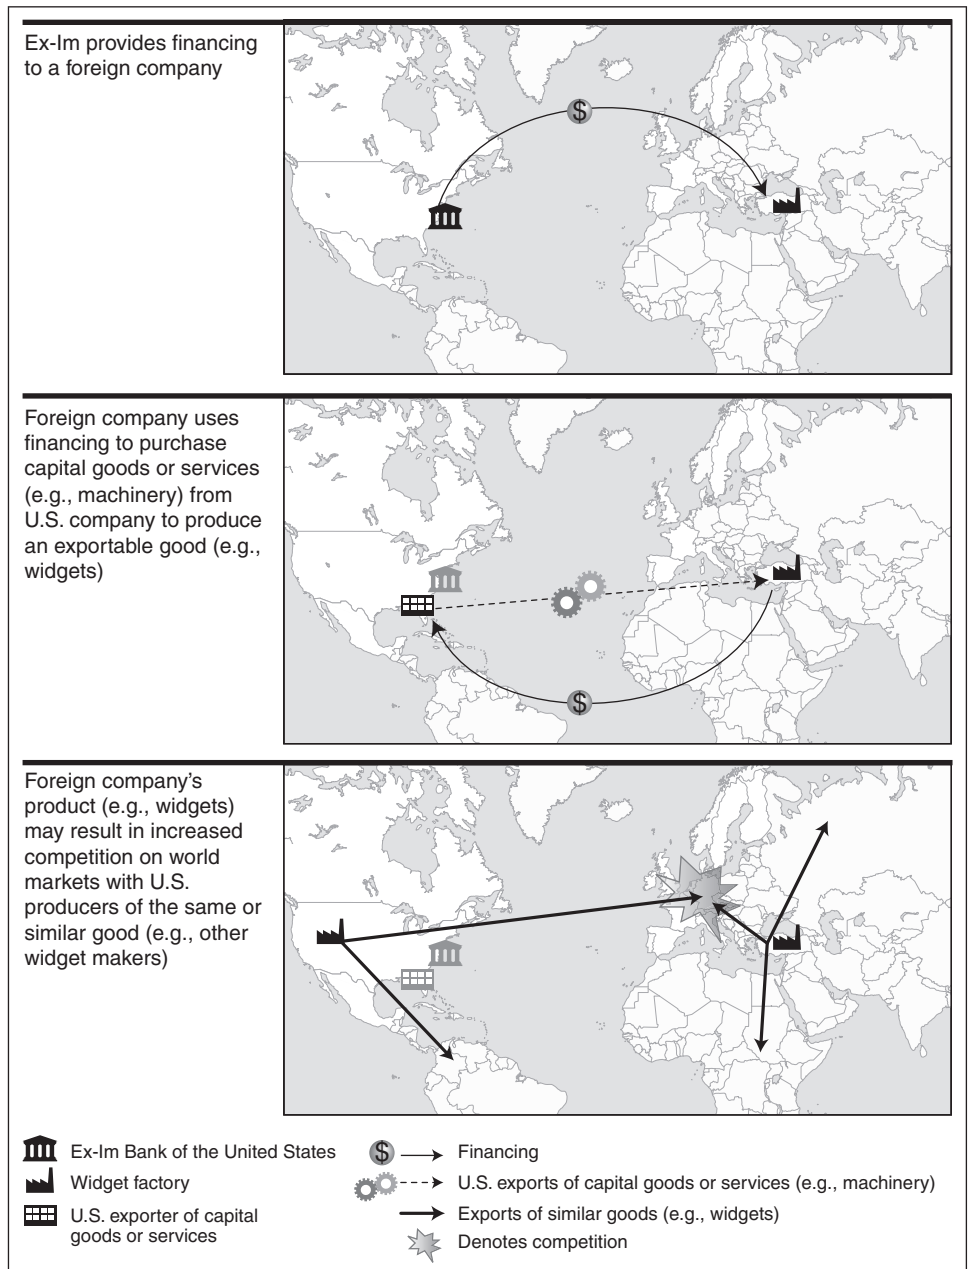 Ex-Im provides financing
to a foreign company
$
Foreign company uses
financing to purchase
capital goods or services
(e.g., machinery) from
U.S. company to produce
an exportable good (e.g.,
widgets)
$
Foreign company's
product (e.g., widgets)
may result in increased
competition on world
markets with U.S.
producers of the same or
similar good (e.g., other
widget makers)
Ex-Im Bank of the United States
Widget factory
U.S. exporter of capital
goods or services
$
Financing
U.S. exports of capital goods or services (e.g., machinery)
Exports of similar goods (e.g., widgets)
Denotes competition